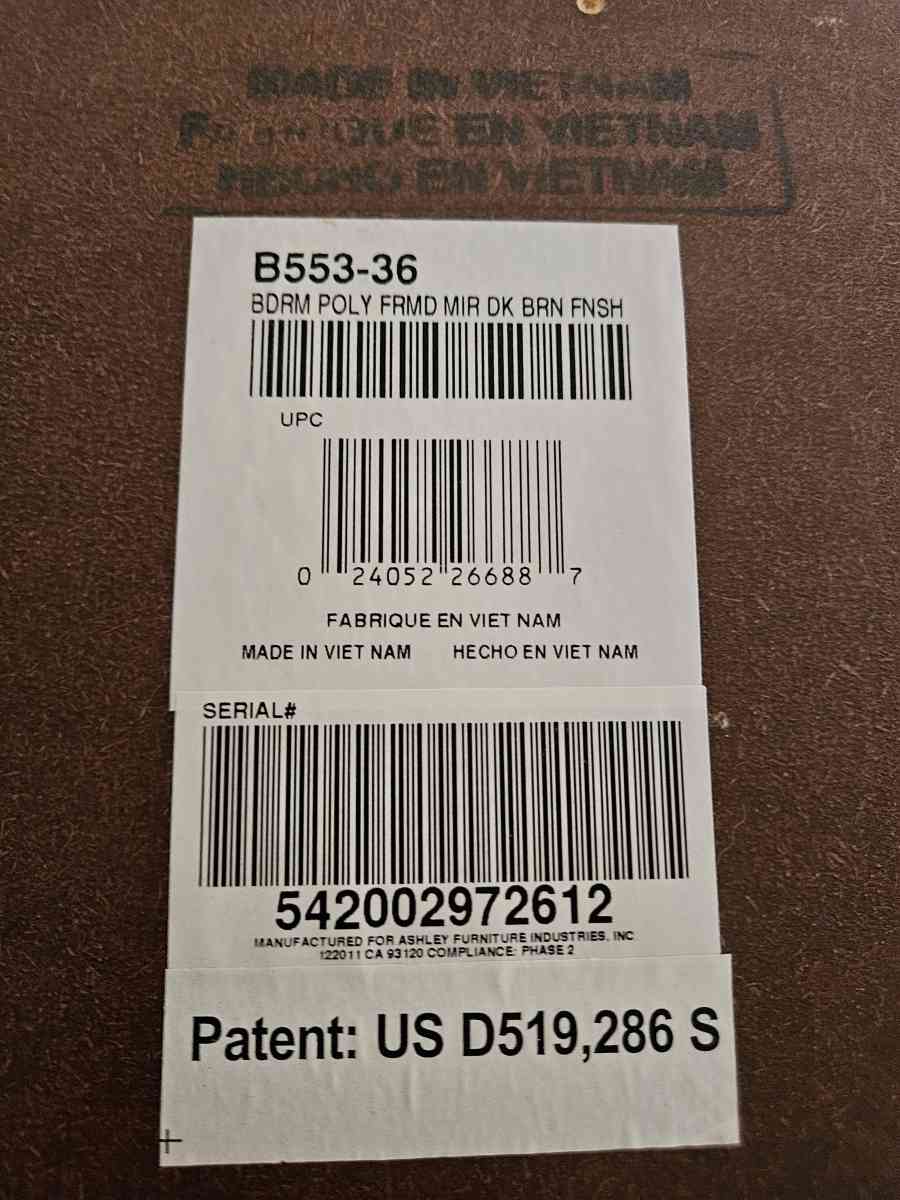 MADE IN VIETNAM
FABRIQUE EN VIETNAM
HECHO EN VIETNAM
B553-36
BDRM POLY FRMD MIR DK BRN FNSH
UPC
0 24052 26688 7
FABRIQUE EN VIET NAM
MADE IN VIET NAM HECHO EN VIET NAM
SERIAL#
542002972612
MANUFACTURED FOR ASHLEY FURNITURE INDUSTRIES, INC
122011 CA 93120 COMPLIANCE: PHASE 2
Patent: US D519,286 S